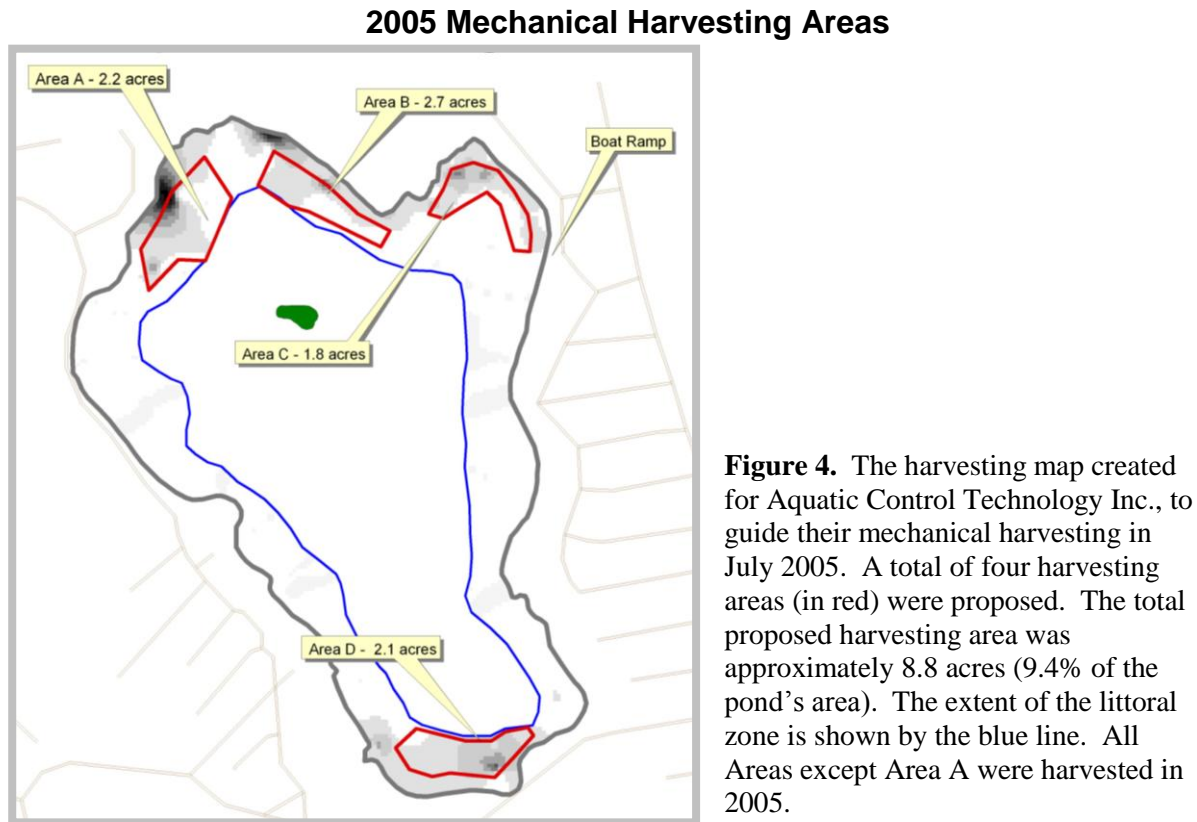 2005 Mechanical Harvesting Areas
Area A - 2.2 acres
Area B - 2.7 acres
Boat Ramp
Area C - 1.8 acres
Area D - 2.1 acres
Figure 4. The harvesting map created
for Aquatic Control Technology Inc., to
guide their mechanical harvesting in
July 2005. A total of four harvesting
areas (in red) were proposed. The total
proposed harvesting area was
approximately 8.8 acres (9.4% of the
pond's area). The extent of the littoral
zone is shown by the blue line. All
Areas except Area A were harvested in
2005.